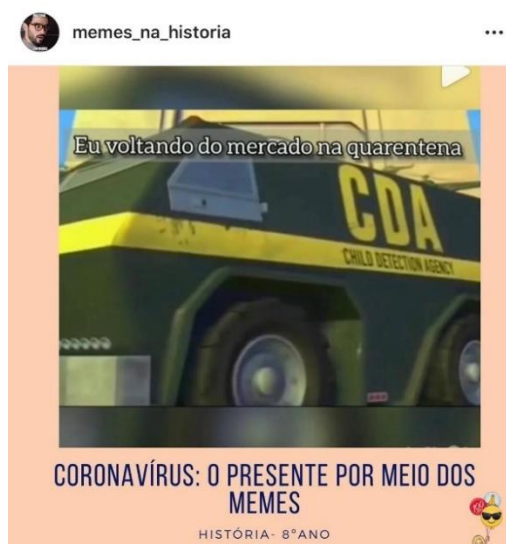 memes_na_historia
Eu voltando do mercado na quarentena
CDA
CHILD DETECTION AGENCY
CORONAVÍRUS: O PRESENTE POR MEIO DOS
MEMES
HISTÓRIA- 8°ANO